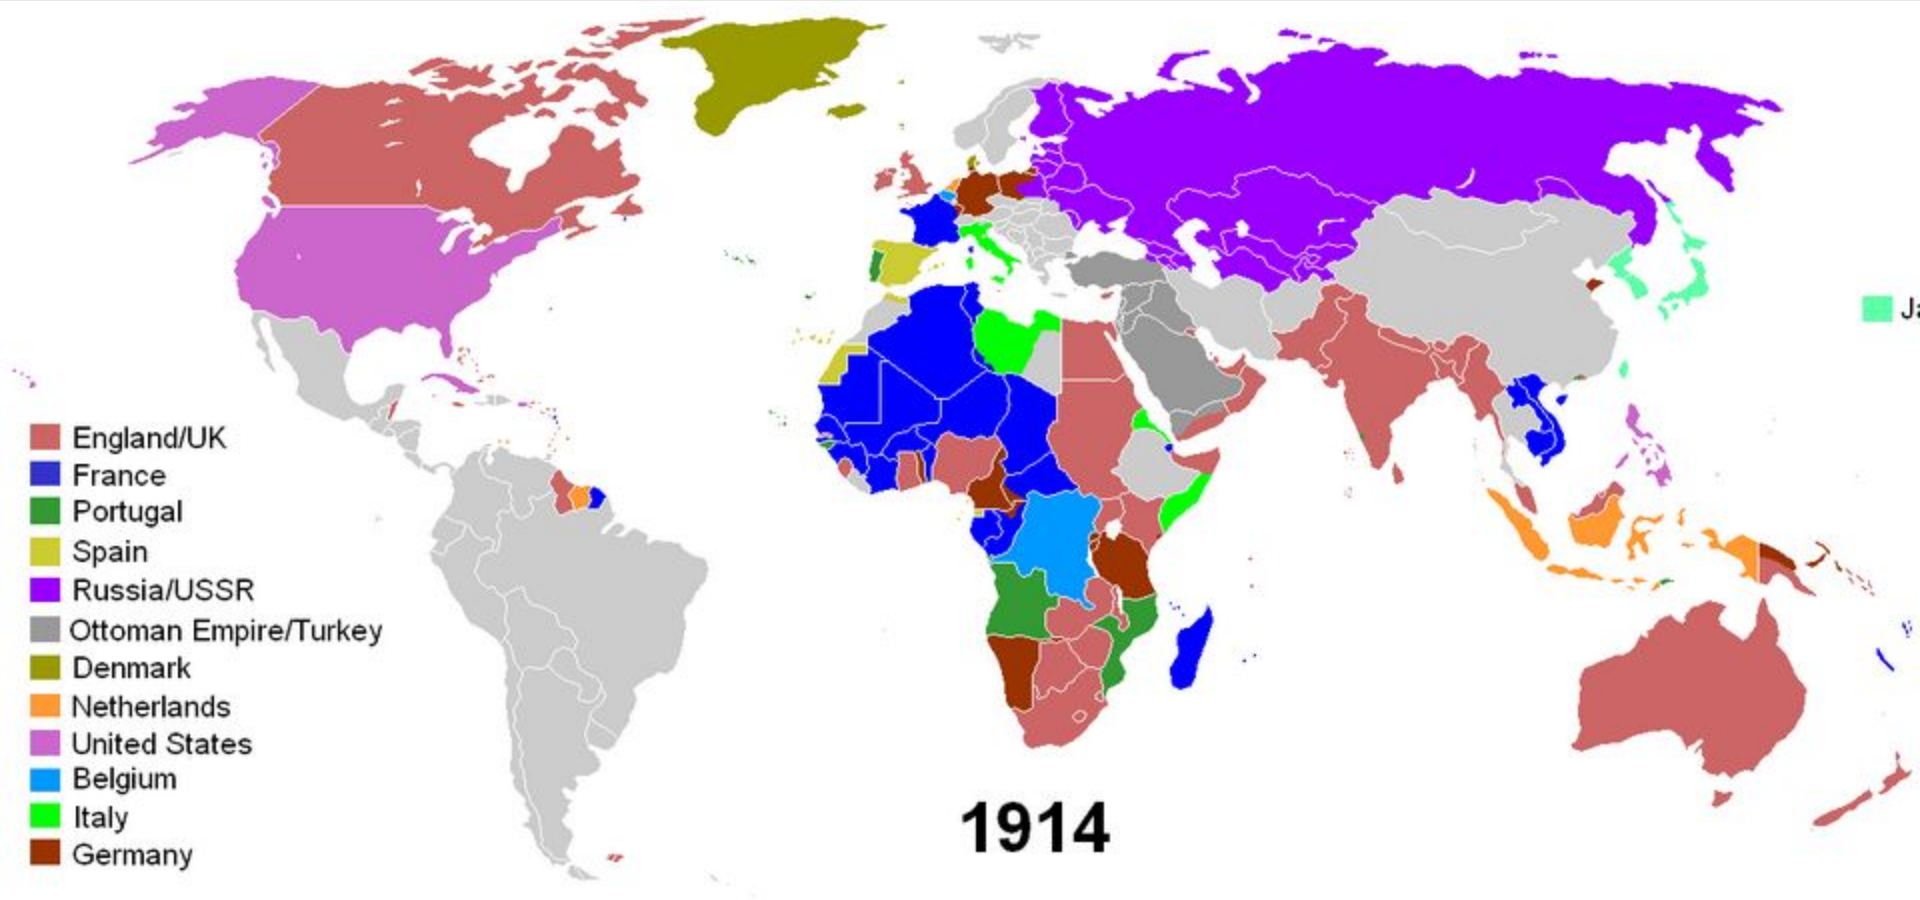 England/UK
France
Portugal
Spain
Russia/USSR
Ottoman Empire/Turkey
Denmark
Netherlands
United States
Belgium
Italy
Germany
1914